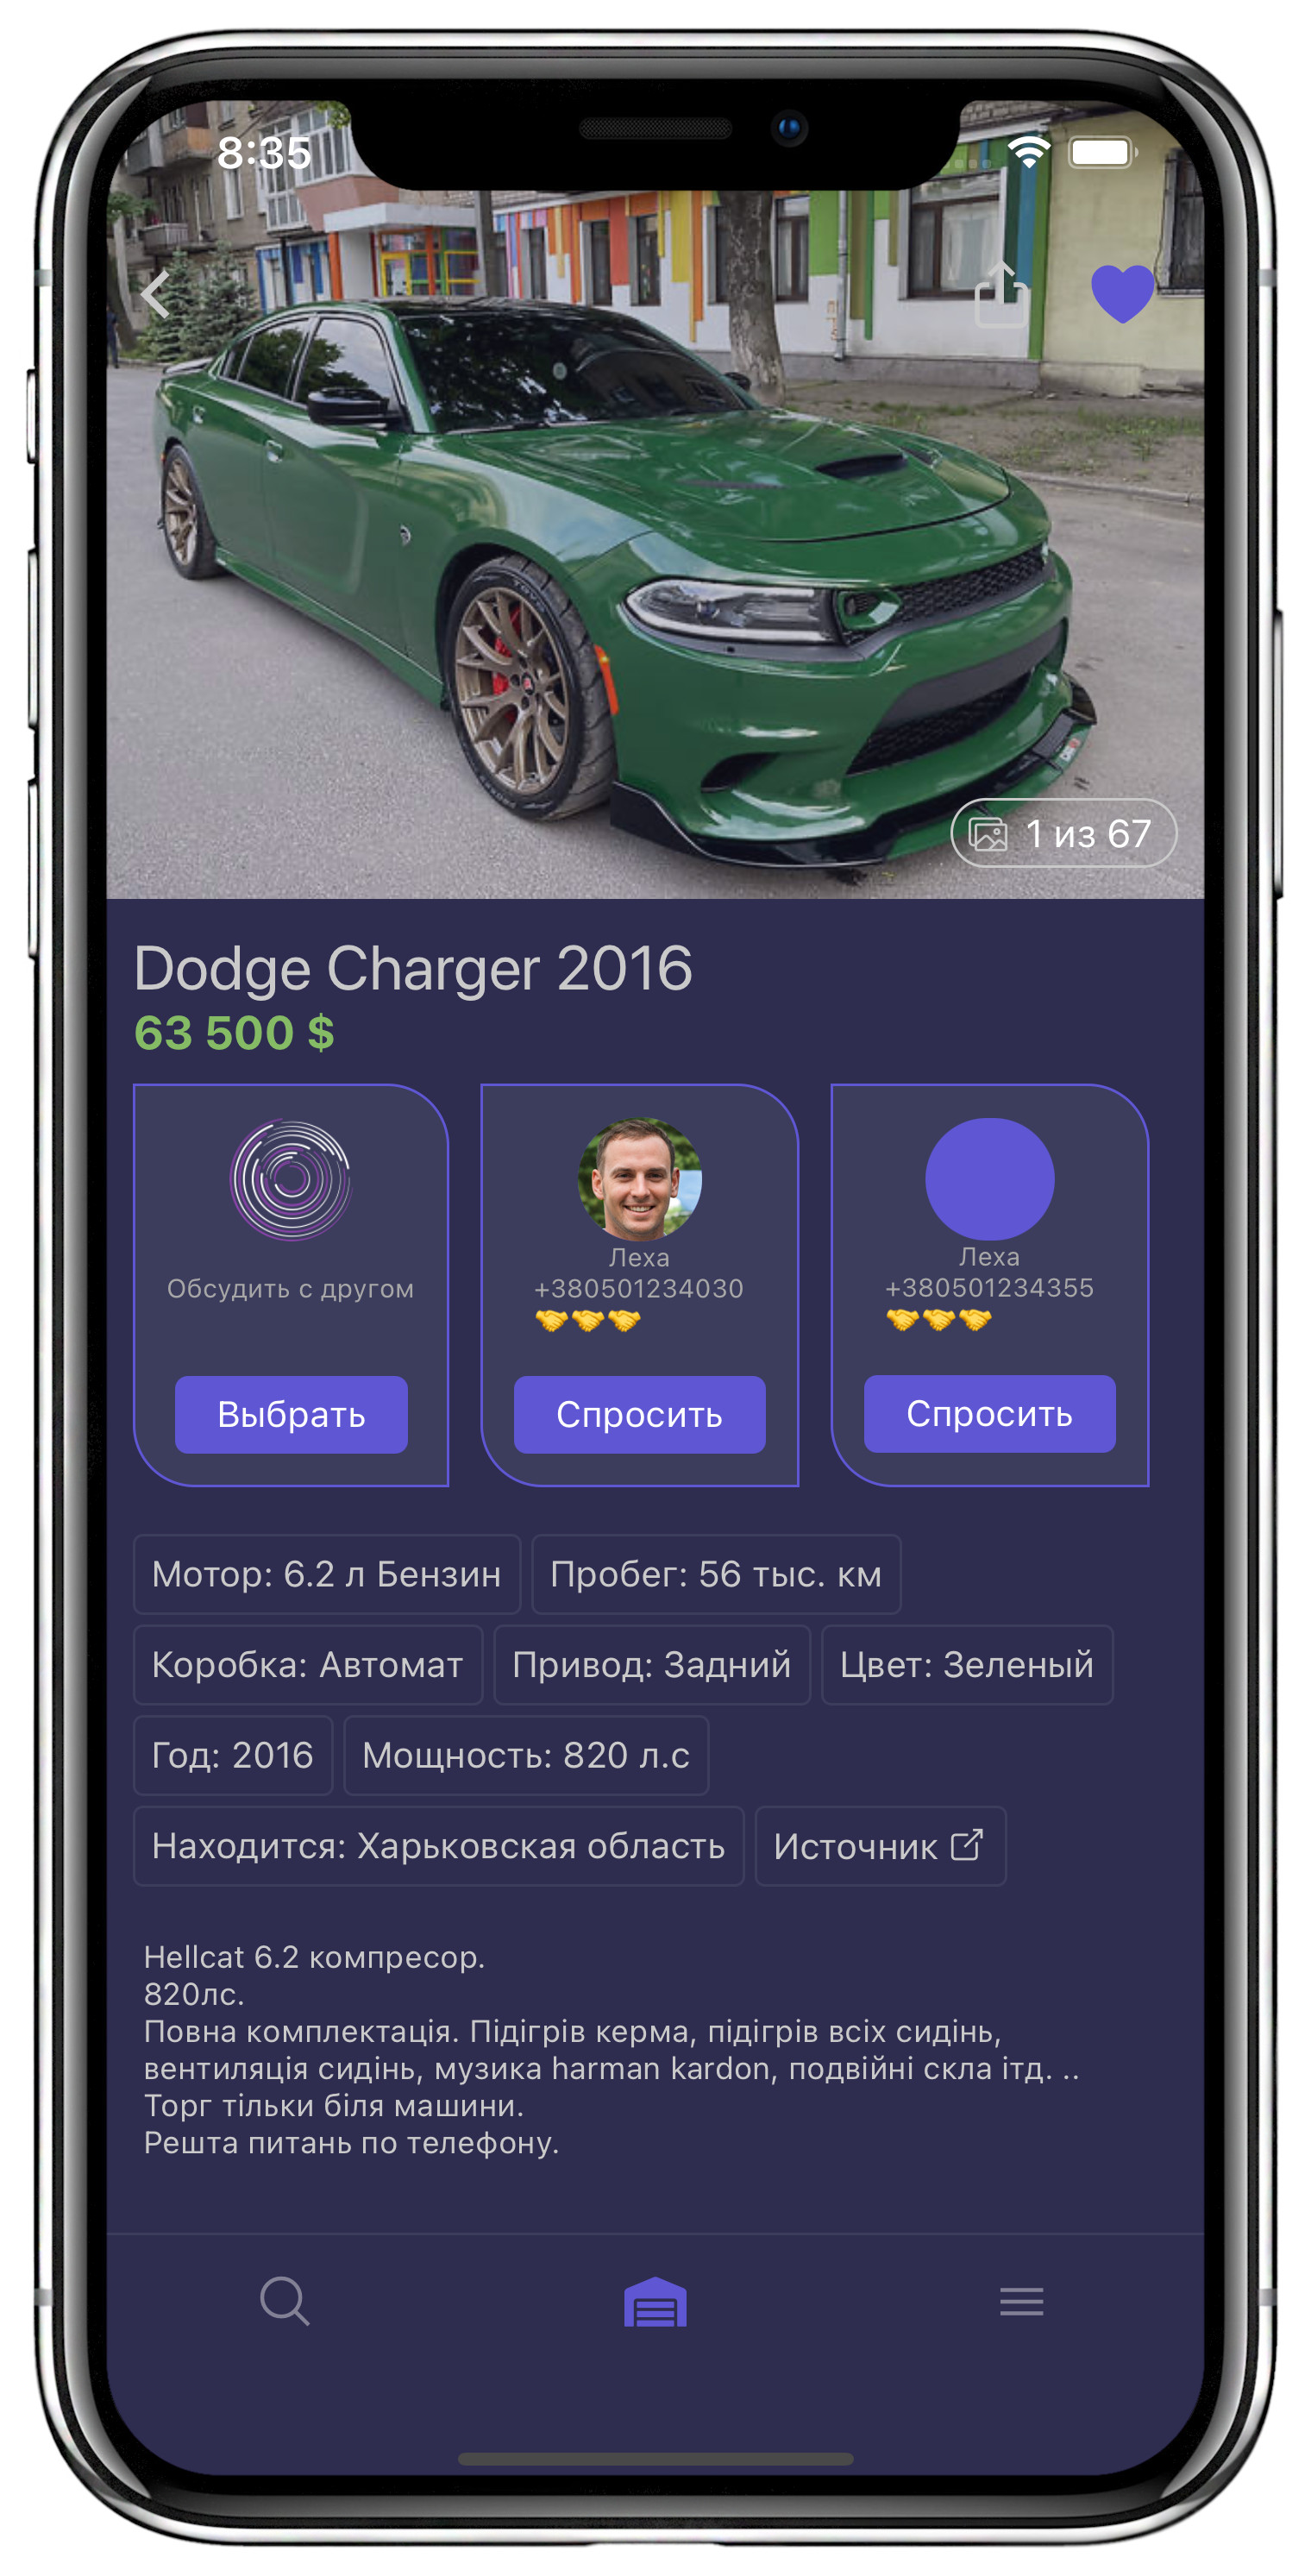 8:35
1 из 67
Dodge Charger 2016
63 500 $
Обсудить с другом
Выбрать
Леха
+380501234030
🤝🤝🤝
Спросить
Леха
+380501234355
🤝🤝🤝
Спросить
Мотор: 6.2 л Бензин
Пробег: 56 тыс. км
Коробка: Автомат
Привод: Задний
Цвет: Зеленый
Год: 2016
Мощность: 820 л.с
Находится: Харьковская область
Источник
Hellcat 6.2 компресор.
820лс.
Повна комплектація. Підігрів керма, підігрів всіх сидінь,
вентиляція сидінь, музика harman kardon, подвійні скла ітд. ..
Торг тільки біля машини.
Решта питань по телефону.